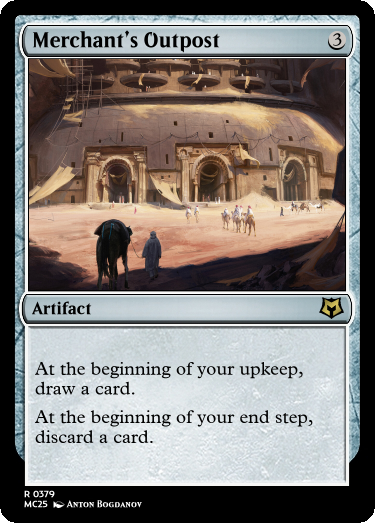 Merchant's Outpost 3
Artifact
At the beginning of your upkeep,
draw a card.
At the beginning of your end step,
discard a card.
R 0379
MC25 Anton Bogdanov